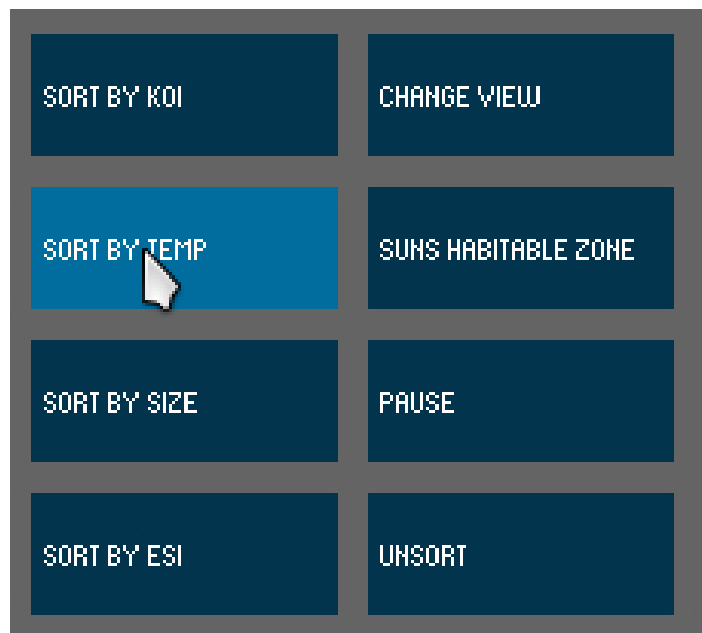 SORT BY KOI
CHANGE VIEW
SORT BY TEMP
SUNS HABITABLE ZONE
SORT BY SIZE
PAUSE
SORT BY ESI
UNSORT